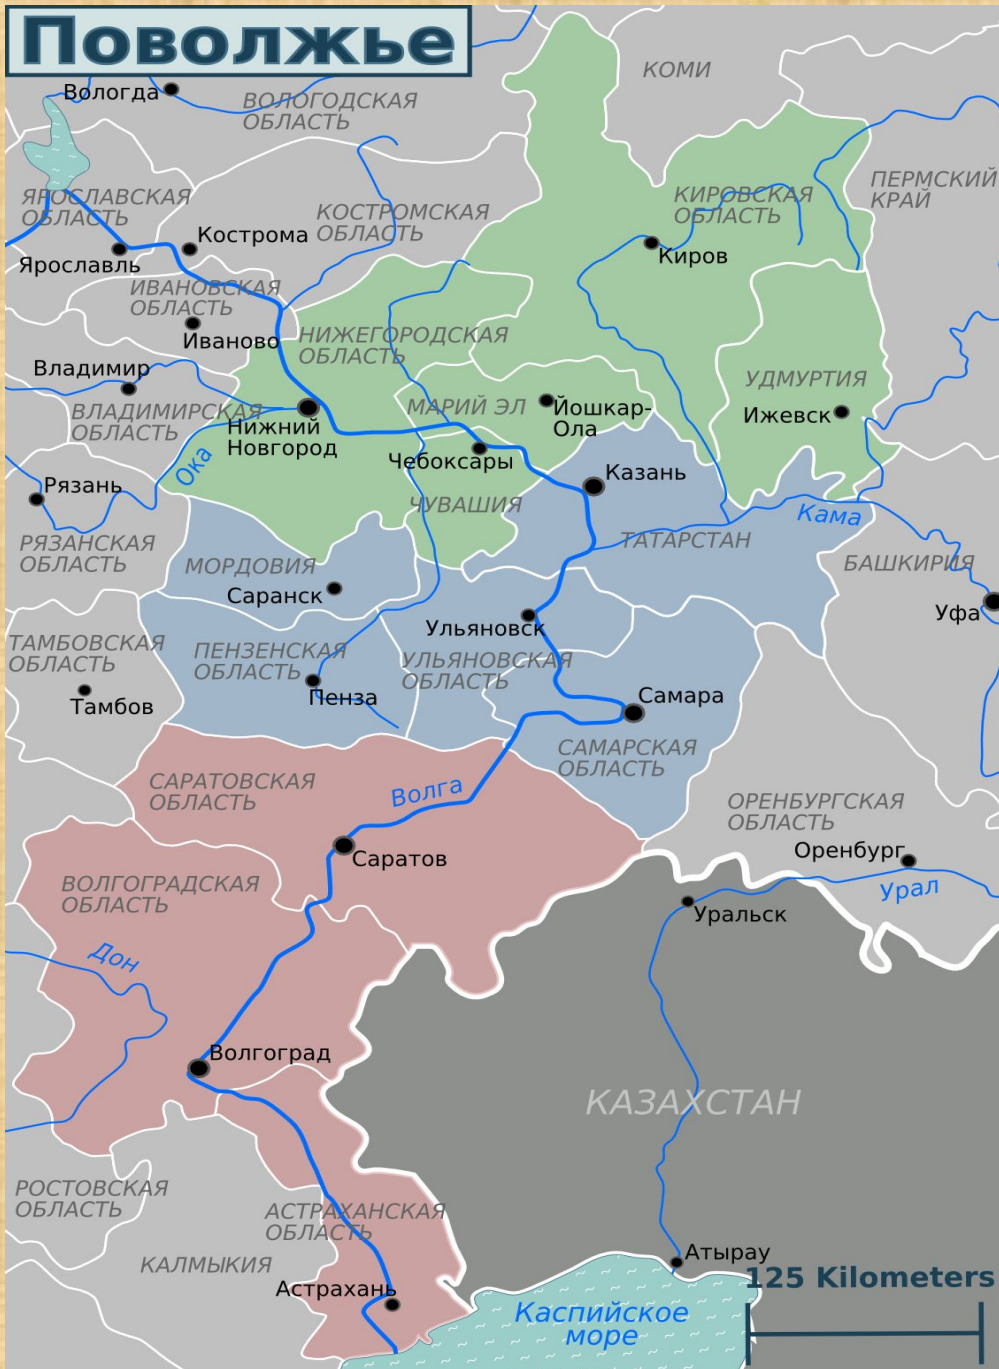 Поволжье
КОМИ
Вологда
ВОЛОГОДСКАЯ
ОБЛАСТЬ
ПЕРМСКИЙ
КРАЙ
ЯРОСЛАВСКАЯ
ОБЛАСТЬ
КОСТРОМСКАЯ
ОБЛАСТЬ
КИРОВСКАЯ
ОБЛАСТЬ
Кострома
Киров
Ярославль
ИВАНОВСКАЯ
ОБЛАСТЬ
Иваново
НИЖЕГОРОДСКАЯ
ОБЛАСТЬ
Владимир
УДМУРТИЯ
ВЛАДИМИРСКАЯ
ОБЛАСТЬ
МАРИЙ ЭЛ
Йошкар-
Ола
Ижевск
Нижний
Новгород
Чебоксары
Ока
Казань
Рязань
ЧУВАШИЯ
Кама
РЯЗАНСКАЯ
ОБЛАСТЬ
ТАТАРСТАН
МОРДОВИЯ
БАШКИРИЯ
Саранск
Уфа
Ульяновск
ТАМБОВСКАЯ
ОБЛАСТЬ
ПЕНЗЕНСКАЯ
ОБЛАСТЬ
УЛЬЯНОВСКАЯ
ОБЛАСТЬ
Тамбов
Пенза
Самара
САМАРСКАЯ
ОБЛАСТЬ
САРАТОВСКАЯ
ОБЛАСТЬ
Волга
ОРЕНБУРГСКАЯ
ОБЛАСТЬ
Оренбург
Саратов
ВОЛГОГРАДСКАЯ
ОБЛАСТЬ
Урал
Уральск
Дон
Волгоград
КАЗАХСТАН
РОСТОВСКАЯ
ОБЛАСТЬ
АСТРАХАНСКАЯ
ОБЛАСТЬ
КАЛМЫКИЯ
Атырау
Астрахань
125 Kilometers
Каспийское
море